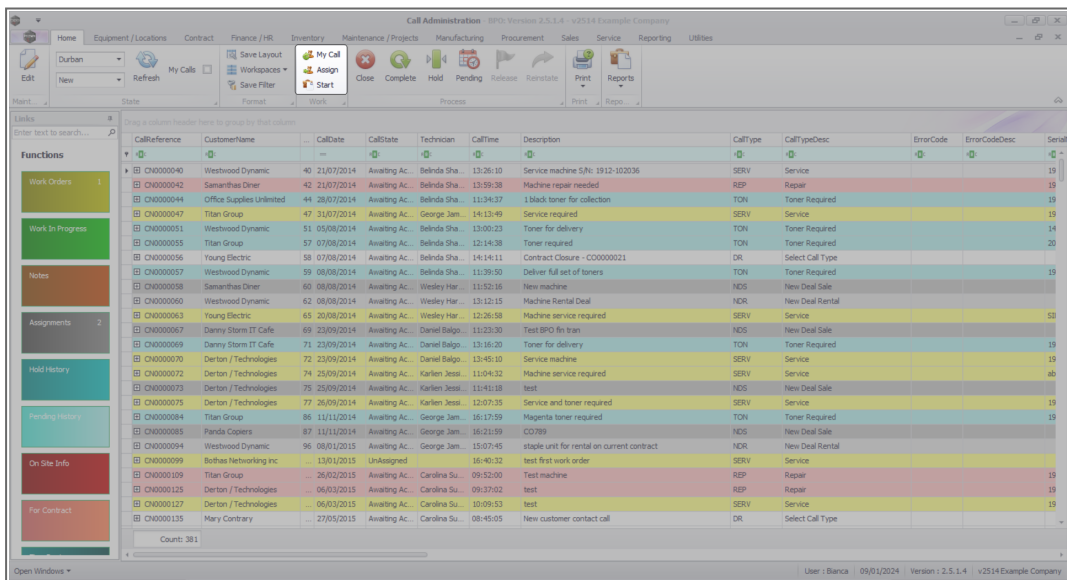 Call Administration - BPO: Version 2.5.1.4 - v2514 Example Company
Home Equipment / Locations Contract Finance / HR Inventory Maintenance / Projects Manufacturing Procurement Sales Service Reporting Utilities
Durban
New
Edit Refresh My Calls
Save Layout
Workspaces
Save Filter
My Call
Assign
Start
Close Complete Hold Pending Release Reinstate Print Reports
Maint... State Format Work Process Print Repo...
Links
Drag a column header here to group by that column
Enter text to search...
Functions
Work Orders 1
Work In Progress
Notes
Assignments 2
Hold History
Pending History
On Site Info
For Contract
CallReference CustomerName ... CallDate CallState Technician CallTime Description CallType CallTypeDesc ErrorCode ErrorCodeDesc Serial
CN0000040 Westwood Dynamic 40 21/07/2014 Awaiting Ac... Belinda Sha... 13:26:10 Service machine S/N: 1912-102036 SERV Service 19
CN0000042 Samanthas Diner 42 21/07/2014 Awaiting Ac... Belinda Sha... 13:59:38 Machine repair needed REP Repair 19
CN0000044 Office Supplies Unlimited 44 28/07/2014 Awaiting Ac... Belinda Sha... 11:34:37 1 black toner for collection TON Toner Required 19
CN0000047 Titan Group 47 31/07/2014 Awaiting Ac... George Jam... 14:13:49 Service required SERV Service 19
CN0000051 Westwood Dynamic 51 05/08/2014 Awaiting Ac... Belinda Sha... 13:00:23 Toner for delivery TON Toner Required 14
CN0000055 Titan Group 57 07/08/2014 Awaiting Ac... Belinda Sha... 12:14:38 Toner required TON Toner Required 20
CN0000056 Young Electric 58 07/08/2014 Awaiting Ac... Belinda Sha... 14:14:11 Contract Closure - CO0000021 DR Select Call Type
CN0000057 Westwood Dynamic 59 08/08/2014 Awaiting Ac... Belinda Sha... 11:39:50 Deliver full set of toners TON Toner Required 19
CN0000058 Samanthas Diner 60 08/08/2014 Awaiting Ac... Wesley Har... 11:52:16 New machine NDS New Deal Sale
CN0000060 Westwood Dynamic 62 08/08/2014 Awaiting Ac... Wesley Har... 13:12:15 Machine Rental Deal NDR New Deal Rental
CN0000063 Young Electric 65 20/08/2014 Awaiting Ac... Wesley Har... 12:26:58 Machine service required SERV Service
CN0000067 Danny Storm IT Cafe 69 23/09/2014 Awaiting Ac... Daniel Balgo... 11:23:30 Test BPO fin tran NDS New Deal Sale
CN0000069 Danny Storm IT Cafe 71 23/09/2014 Awaiting Ac... Daniel Balgo... 13:16:20 Toner for delivery TON Toner Required 19
CN0000070 Derton / Technologies 72 23/09/2014 Awaiting Ac... Daniel Balgo... 13:45:10 Service machine SERV Service 19
CN0000072 Derton / Technologies 74 25/09/2014 Awaiting Ac... Karlien Jessi... 11:04:32 Machine service required SERV Service ab
CN0000073 Derton / Technologies 75 25/09/2014 Awaiting Ac... Karlien Jessi... 11:41:18 test NDS New Deal Sale
CN0000075 Derton / Technologies 77 26/09/2014 Awaiting Ac... Karlien Jessi... 12:07:35 Service and toner required SERV Service 19
CN0000084 Titan Group 86 11/11/2014 Awaiting Ac... George Jam... 16:17:59 Magenta toner required TON Toner Required 19
CN0000085 Panda Copiers 87 11/11/2014 Awaiting Ac... George Jam... 16:21:59 CO789 NDS New Deal Sale
CN0000094 Westwood Dynamic 96 08/01/2015 Awaiting Ac... George Jam... 15:07:45 staple unit for rental on current contract NDR New Deal Rental
CN0000099 Bothas Networking inc ... 13/01/2015 UnAssigned 16:40:32 test first work order SERV Service
CN0000109 Titan Group ... 26/02/2015 Awaiting Ac... Carolina Su... 09:52:00 Test machine REP Repair 19
CN0000125 Derton / Technologies ... 06/03/2015 Awaiting Ac... Carolina Su... 09:37:02 test REP Repair 19
CN0000127 Derton / Technologies ... 06/03/2015 Awaiting Ac... Carolina Su... 10:09:53 test SERV Service 19
CN0000135 Mary Contrary ... 27/05/2015 Awaiting Ac... Carolina Su... 08:45:05 New customer contact call DR Select Call Type
Count: 381
Open Windows User : Bianca 09/01/2024 Version : 2.5.1.4 v2514 Example Company